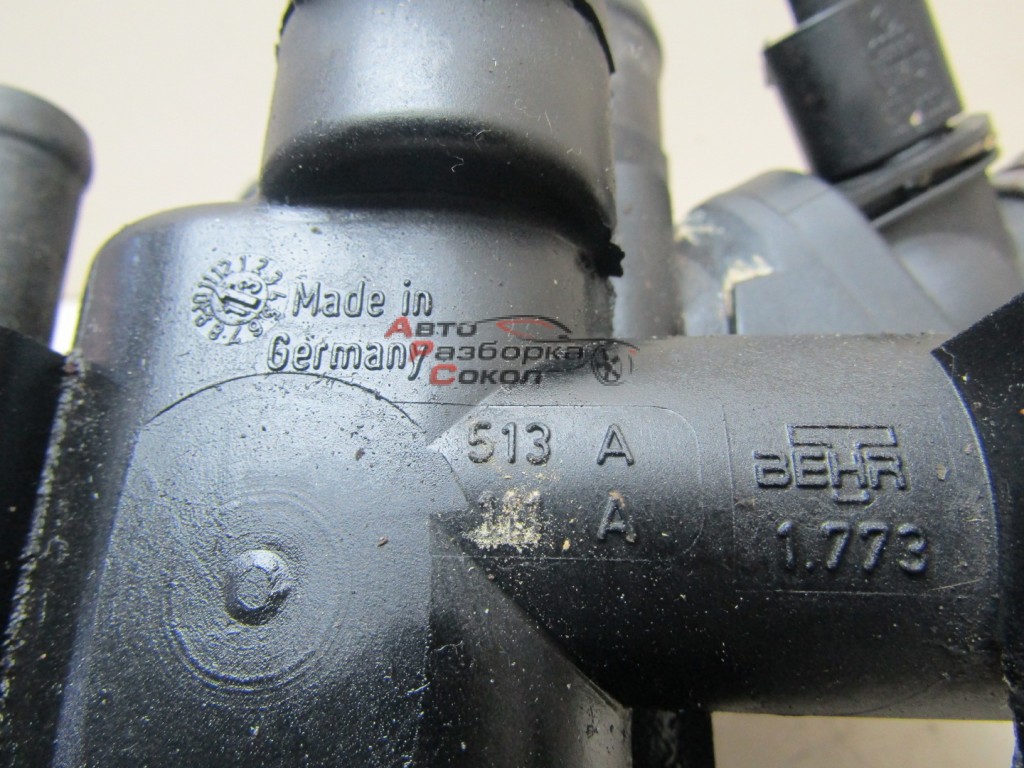 Made in
Germany
АВТО
РАЗБОРКА
СОКОЛ
513 A
A
BEHR
1.773